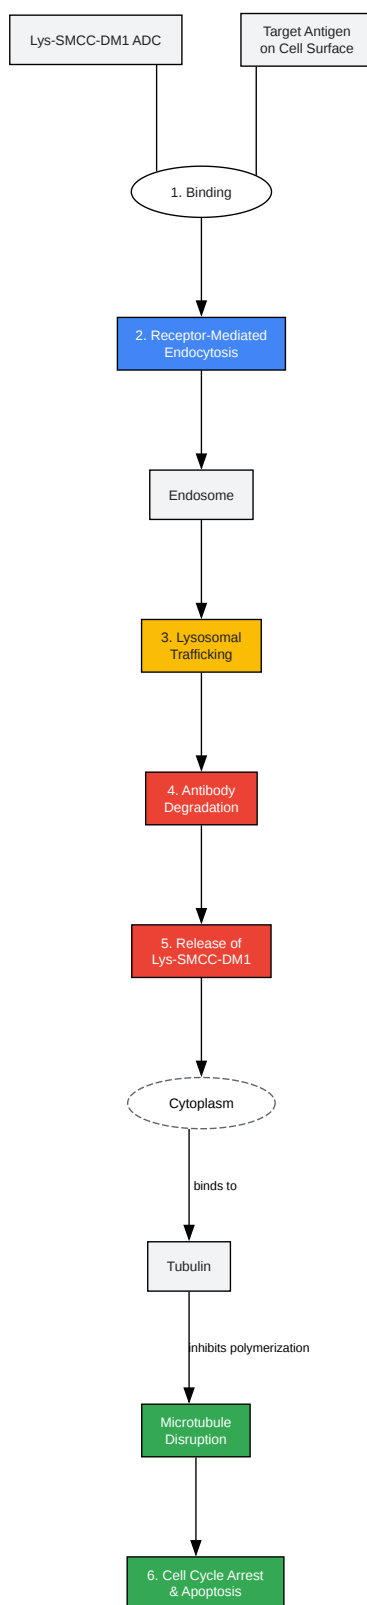 Lys-SMCC-DM1 ADC
Target Antigen
on Cell Surface
1. Binding
2. Receptor-Mediated
Endocytosis
Endosome
3. Lysosomal
Trafficking
4. Antibody
Degradation
5. Release of
Lys-SMCC-DM1
Cytoplasm
binds to
Tubulin
inhibits polymerization
Microtubule
Disruption
6. Cell Cycle Arrest
& Apoptosis